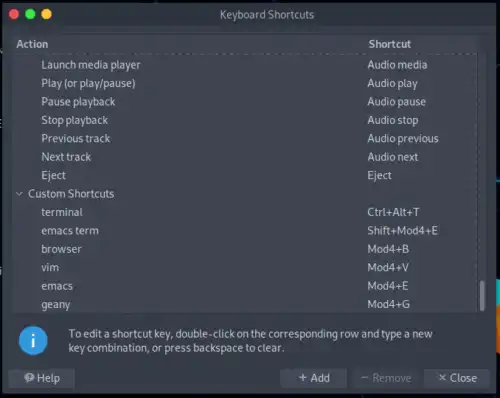 Keyboard Shortcuts
Action Shortcut
Launch media player Audio media
Play (or play/pause) Audio play
Pause playback Audio pause
Stop playback Audio stop
Previous track Audio previous
Next track Audio next
Eject Eject
Custom Shortcuts
terminal Ctrl+Alt+T
emacs term Shift+Mod4+E
browser Mod4+B
vim Mod4+V
emacs Mod4+E
geany Mod4+G
To edit a shortcut key, double-click on the corresponding row and type a new
key combination, or press backspace to clear.
Help + Add − Remove × Close